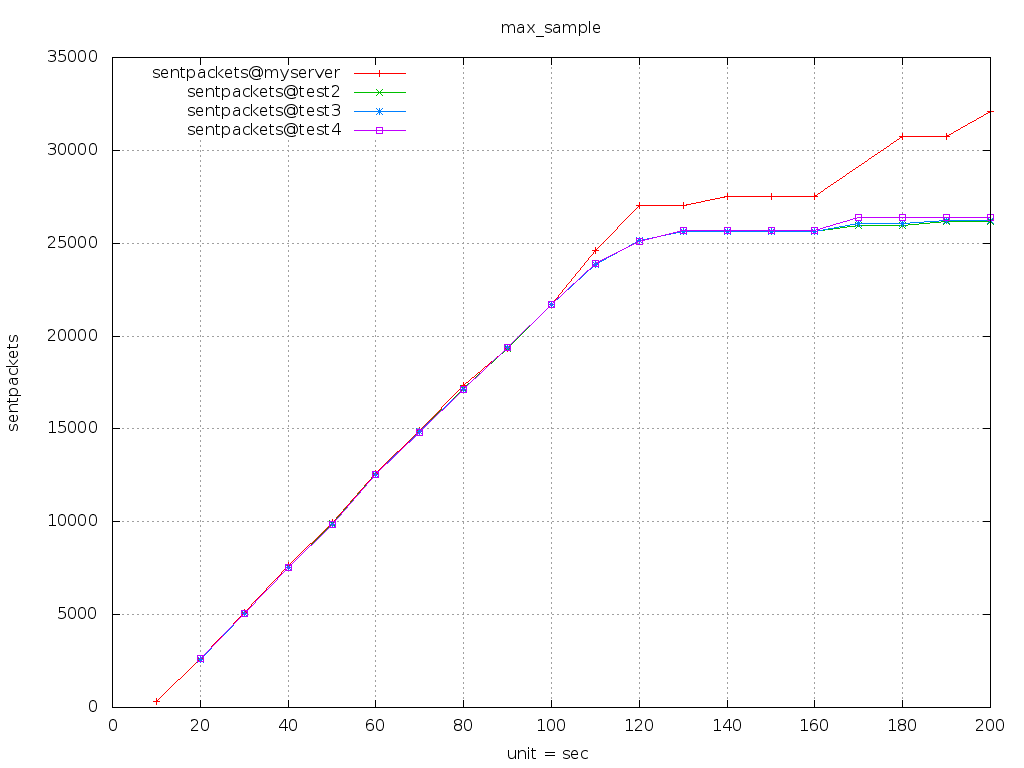 max_sample
35000
30000
25000
20000
15000
10000
5000
0
sentpackets@myserver
sentpackets@test2
sentpackets@test3
sentpackets@test4
sentpackets
0 20 40 60 80 100 120 140 160 180 200
unit = sec